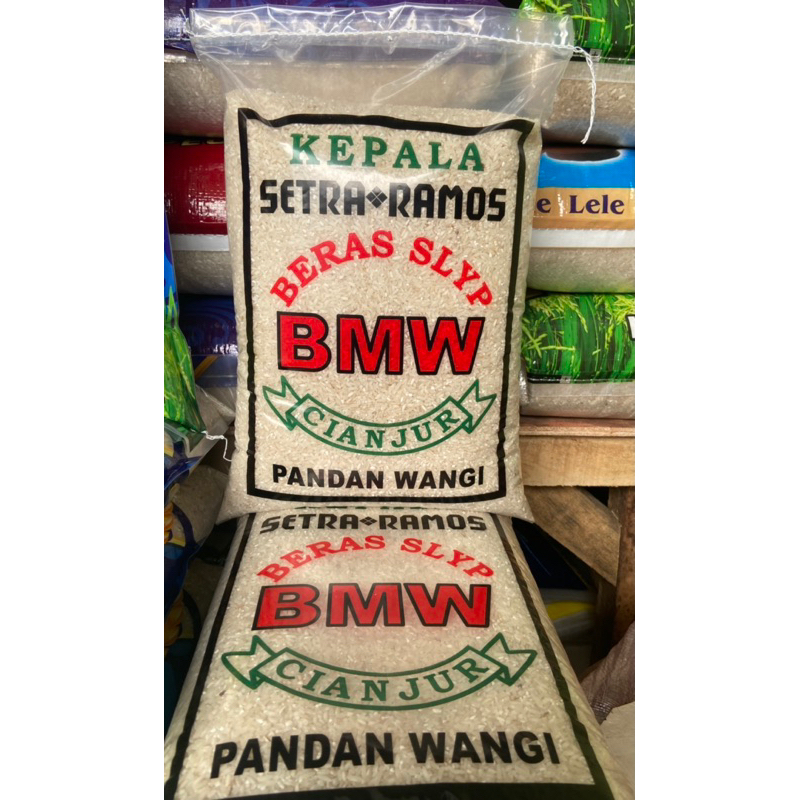 KEPALA
SETRA❖RAMOS
BERAS SLYP
BMW
CIANJUR
PANDAN WANGI
SETRA❖RAMOS
BERAS SLYP
BMW
CIANJUR
PANDAN WANGI
Lele